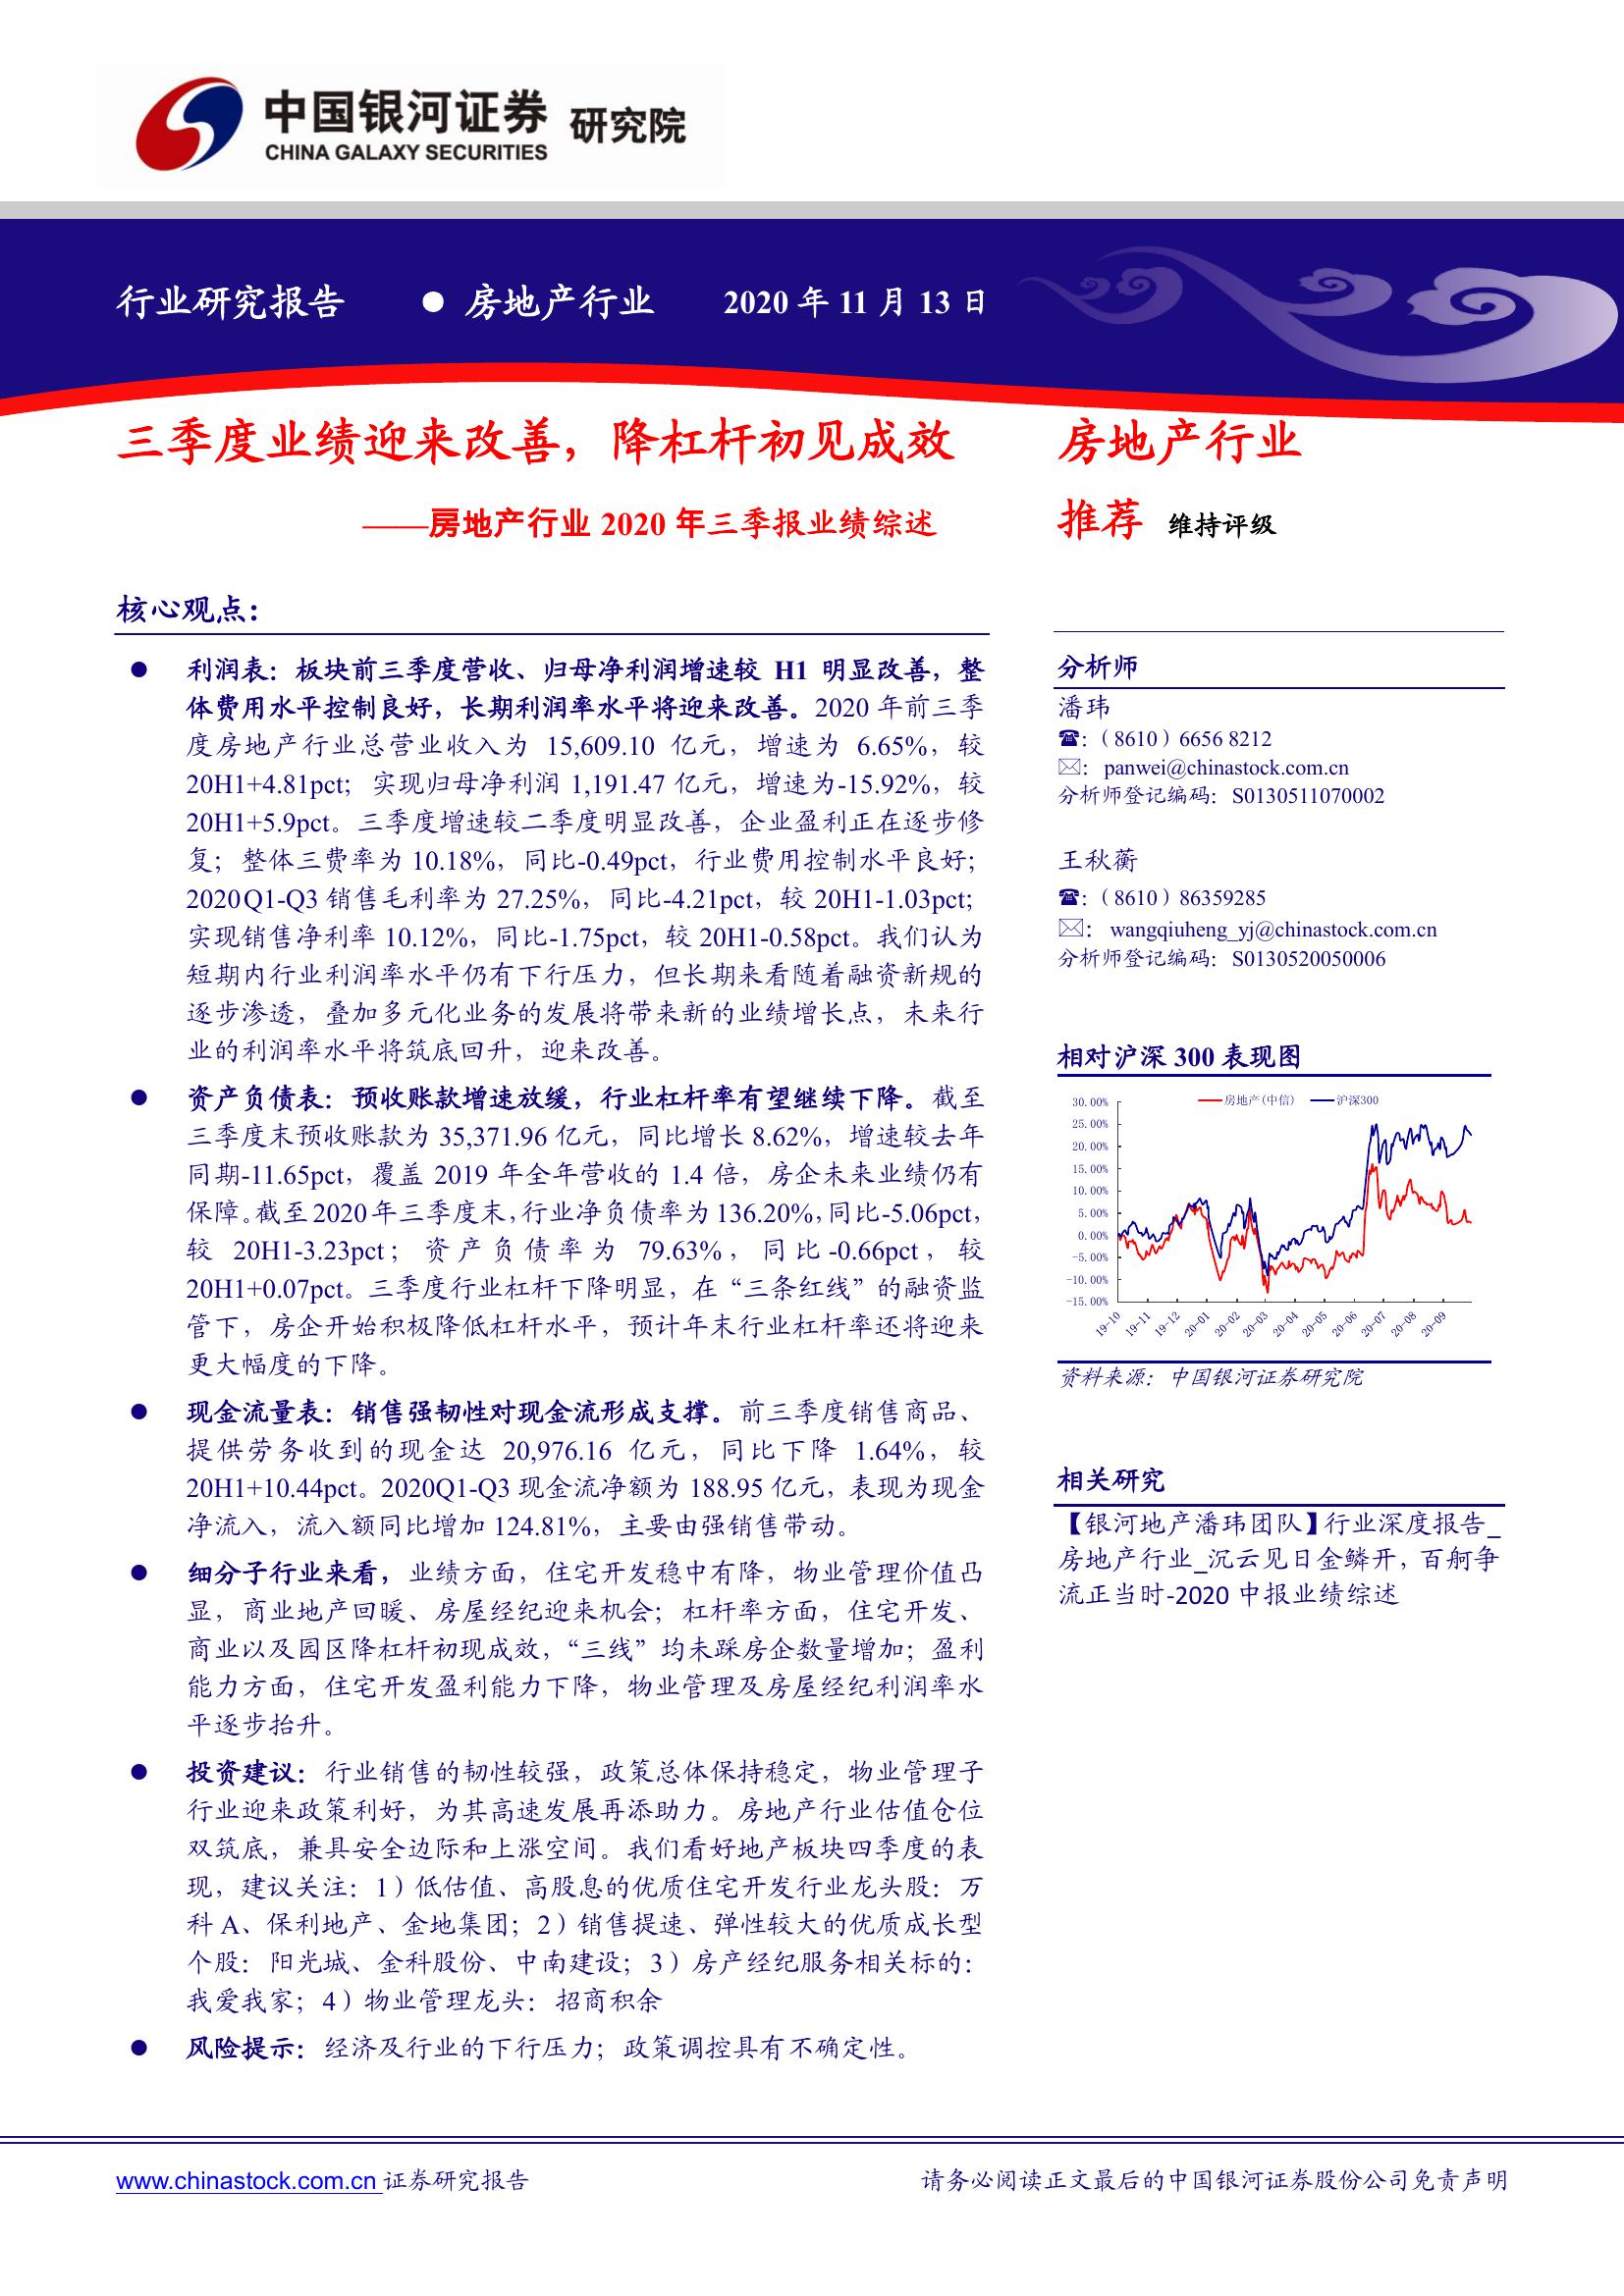 中国银河证券 研究院
CHINA GALAXY SECURITIES
行业研究报告 ● 房地产行业 2020 年 11 月 13 日
三季度业绩迎来改善，降杠杆初见成效
——房地产行业 2020 年三季报业绩综述
核心观点：
● 利润表：板块前三季度营收、归母净利润增速较 H1 明显改善，整
体费用水平控制良好，长期利润率水平将迎来改善。2020 年前三季
度房地产行业总营业收入为 15,609.10 亿元，增速为 6.65%，较
20H1+4.81pct；实现归母净利润 1,191.47 亿元，增速为-15.92%，较
20H1+5.9pct。三季度增速较二季度明显改善，企业盈利正在逐步修
复；整体三费率为 10.18%，同比-0.49pct，行业费用控制水平良好；
2020Q1-Q3 销售毛利率为 27.25%，同比-4.21pct，较 20H1-1.03pct；
实现销售净利率 10.12%，同比-1.75pct，较 20H1-0.58pct。我们认为
短期内行业利润率水平仍有下行压力，但长期来看随着融资新规的
逐步渗透，叠加多元化业务的发展将带来新的业绩增长点，未来行
业的利润率水平将筑底回升，迎来改善。
● 资产负债表：预收账款增速放缓，行业杠杆率有望继续下降。截至
三季度末预收账款为 35,371.96 亿元，同比增长 8.62%，增速较去年
同期-11.65pct，覆盖 2019 年全年营收的 1.4 倍，房企未来业绩仍有
保障。截至 2020 年三季度末，行业净负债率为 136.20%，同比-5.06pct，
较 20H1-3.23pct；资产负债率为 79.63%，同比-0.66pct，较
20H1+0.07pct。三季度行业杠杆下降明显，在“三条红线”的融资监
管下，房企开始积极降低杠杆水平，预计年末行业杠杆率还将迎来
更大幅度的下降。
● 现金流量表：销售强韧性对现金流形成支撑。前三季度销售商品、
提供劳务收到的现金达 20,976.16 亿元，同比下降 1.64%，较
20H1+10.44pct。2020Q1-Q3 现金流净额为 188.95 亿元，表现为现金
净流入，流入额同比增加 124.81%，主要由强销售带动。
● 细分子行业来看，业绩方面，住宅开发稳中有降，物业管理价值凸
显，商业地产回暖、房屋经纪迎来机会；杠杆率方面，住宅开发、
商业以及园区降杠杆初现成效，“三线”均未踩房企数量增加；盈利
能力方面，住宅开发盈利能力下降，物业管理及房屋经纪利润率水
平逐步抬升。
● 投资建议：行业销售的韧性较强，政策总体保持稳定，物业管理子
行业迎来政策利好，为其高速发展再添助力。房地产行业估值仓位
双筑底，兼具安全边际和上涨空间。我们看好地产板块四季度的表
现，建议关注：1）低估值、高股息的优质住宅开发行业龙头股：万
科 A、保利地产、金地集团；2）销售提速、弹性较大的优质成长型
个股：阳光城、金科股份、中南建设；3）房产经纪服务相关标的：
我爱我家；4）物业管理龙头：招商积余
● 风险提示：经济及行业的下行压力；政策调控具有不确定性。
房地产行业
推荐 维持评级
分析师
潘玮
☎：（8610）6656 8212
✉：panwei@chinastock.com.cn
分析师登记编码：S0130511070002
王秋蘅
☎：（8610）86359285
✉：wangqiuheng_yj@chinastock.com.cn
分析师登记编码：S0130520050006
相对沪深 300 表现图
房地产(中信) 沪深300
30.00%
25.00%
20.00%
15.00%
10.00%
5.00%
0.00%
-5.00%
-10.00%
-15.00%
19-10 19-11 19-12 20-01 20-02 20-03 20-04 20-05 20-06 20-07 20-08 20-09
资料来源：中国银河证券研究院
相关研究
【银河地产潘玮团队】行业深度报告_
房地产行业_沉云见日金鳞开，百舸争
流正当时-2020 中报业绩综述
www.chinastock.com.cn 证券研究报告 请务必阅读正文最后的中国银河证券股份公司免责声明